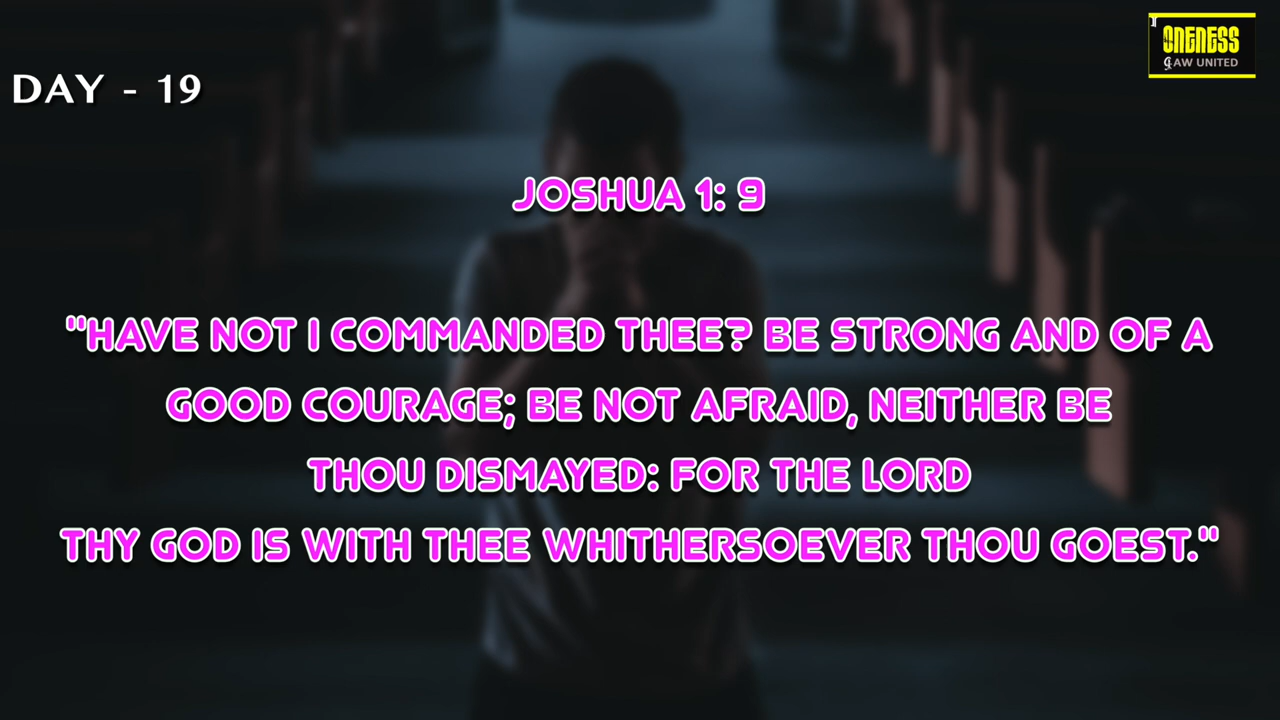 ONENESS
GAW UNITED
DAY - 19
JOSHUA 1: 9
"HAVE NOT I COMMANDED THEE? BE STRONG AND OF A
GOOD COURAGE; BE NOT AFRAID, NEITHER BE
THOU DISMAYED: FOR THE LORD
THY GOD IS WITH THEE WHITHERSOEVER THOU GOEST."